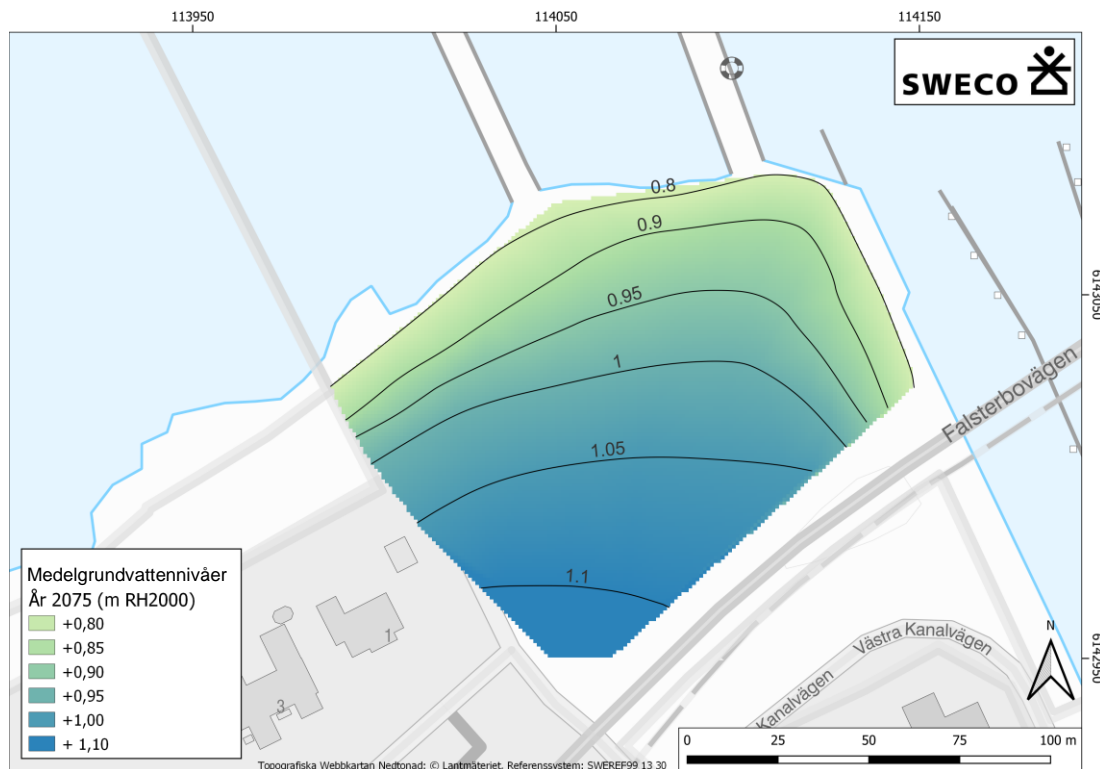 113950
114050
114150
SWECO
0.8
0.9
0.95
1
1.05
1.1
6143050
Falsterbovägen
Medelgrundvattennivåer
År 2075 (m RH2000)
+0,80
+0,85
+0,90
+0,95
+1,00
+ 1,10
1
3
Västra Kanalvägen
Kanalvägen
N
6142950
0 25 50 75 100 m
Topografiska Webbkartan Nedtonad: © Lantmäteriet, Referenssystem: SWEREF99 13 30